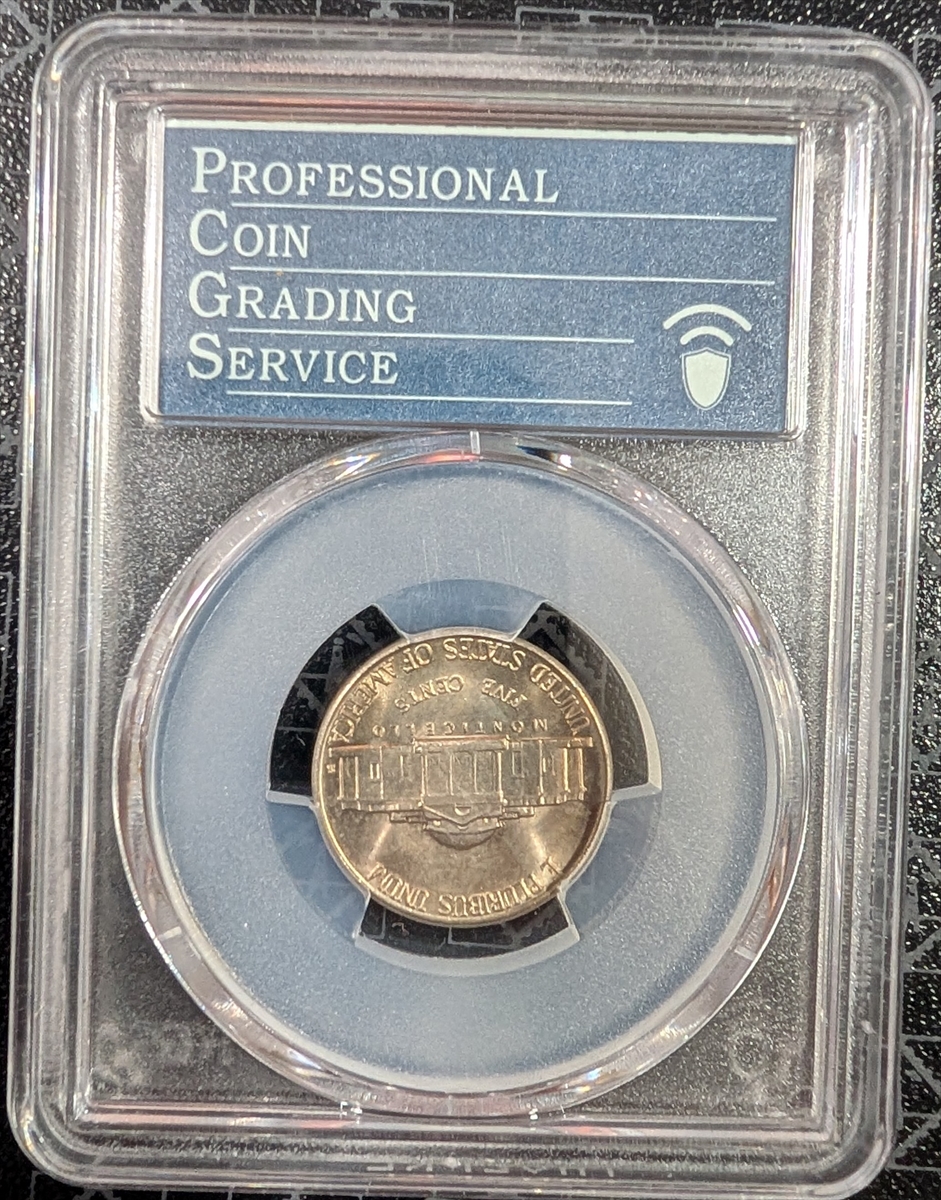 PROFESSIONAL
COIN
GRADING
SERVICE
E PLURIBUS UNUM
MONTICELLO
FIVE CENTS
UNITED STATES OF AMERICA